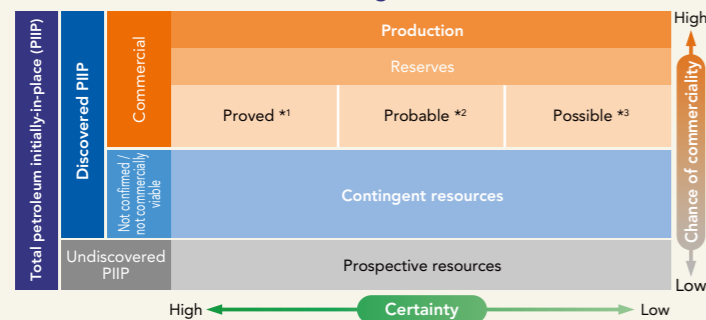 Total petroleum initially-in-place (PIIP)
Discovered PIIP
Commercial
Production
Reserves
Proved *1
Probable *2
Possible *3
Not confirmed /
not commercially
viable
Contingent resources
Undiscovered
PIIP
Prospective resources
High
Chance of commerciality
Low
High
Certainty
Low